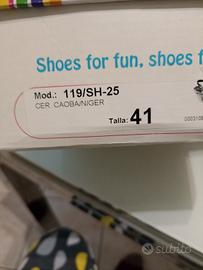 Shoes for fun, shoes f
Mod.: 119/SH-25
CER. CAOBA/NIGER
Talla: 41
subito